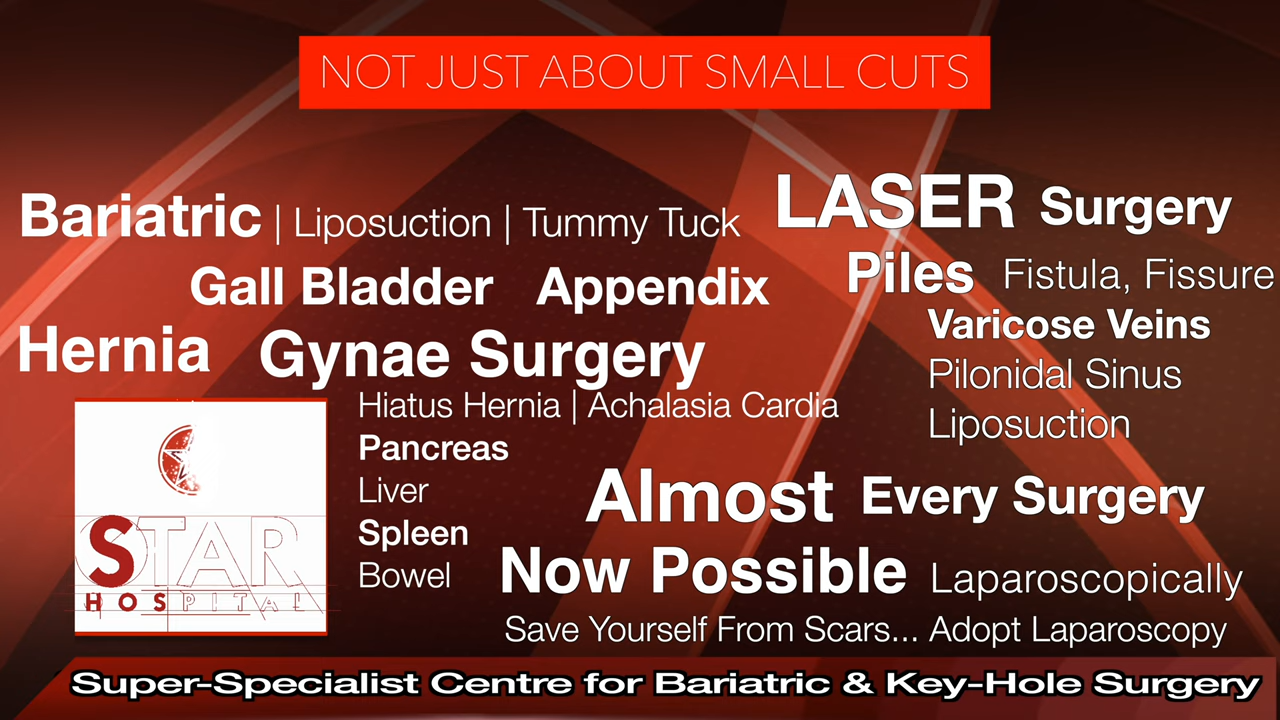 NOT JUST ABOUT SMALL CUTS
Bariatric | Liposuction | Tummy Tuck
Gall Bladder Appendix
Hernia Gynae Surgery
Hiatus Hernia | Achalasia Cardia
Pancreas
Liver
Spleen
Bowel
LASER Surgery
Piles Fistula, Fissure
Varicose Veins
Pilonidal Sinus
Liposuction
Almost Every Surgery
Now Possible Laparoscopically
Save Yourself From Scars... Adopt Laparoscopy
STAR
HOSPITAL
Super-Specialist Centre for Bariatric & Key-Hole Surgery